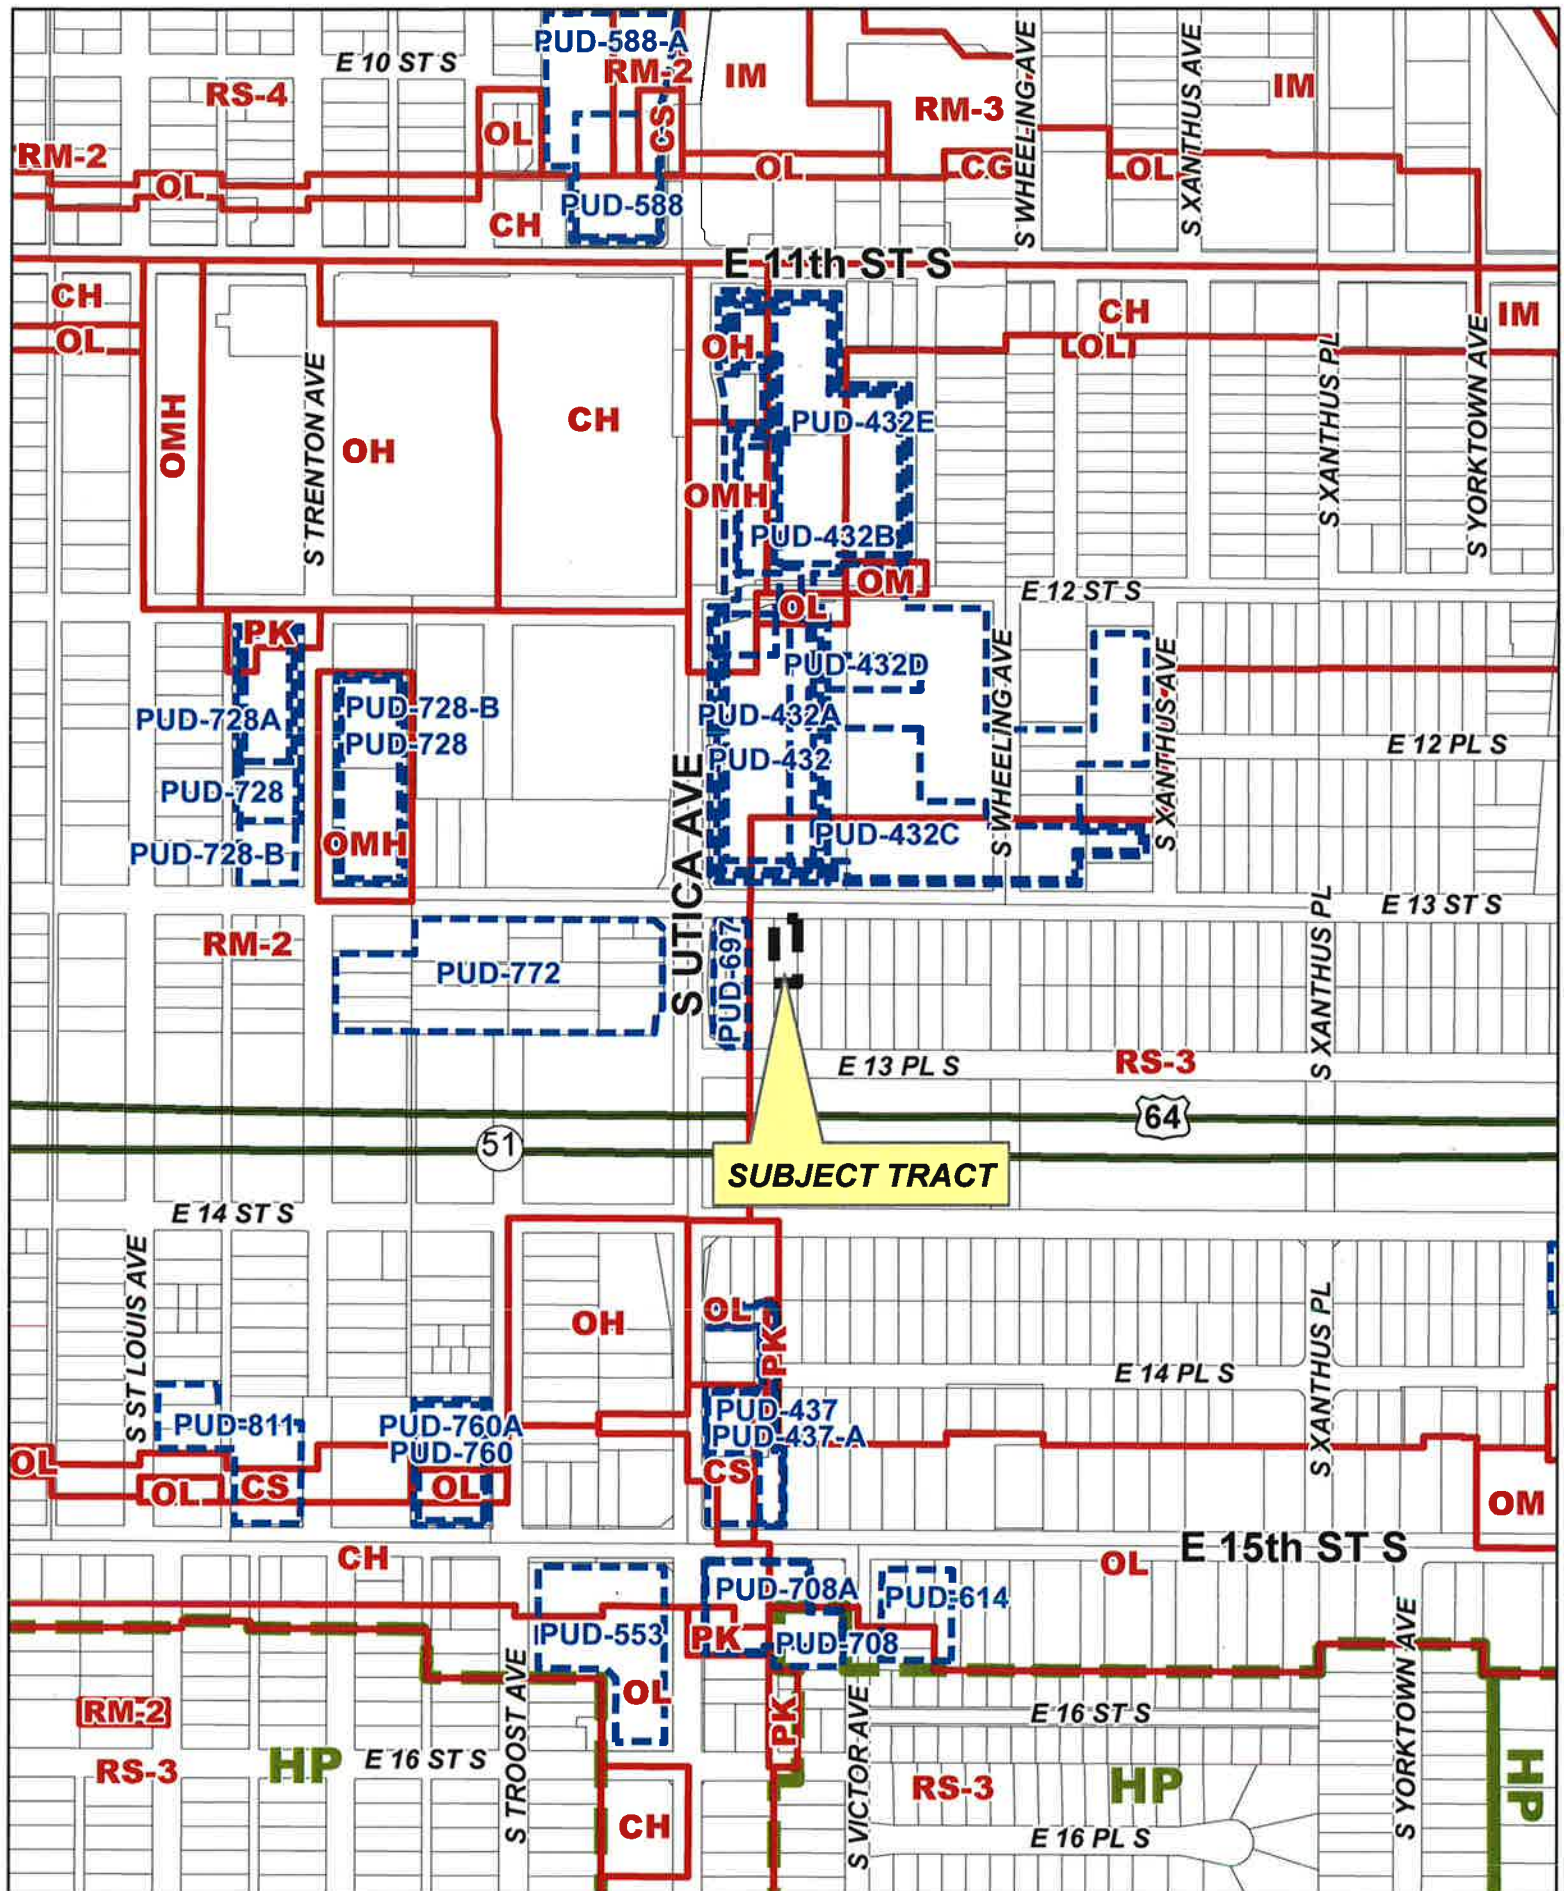 PUD-588-A
E 10 ST S
RM-2
IM
RS-4
IM
RM-3
S WHEELING AVE
S XANTHUS AVE
OL
CS
RM-2
OL
OL
CG
OL
PUD-588
CH
E 11th ST S
CH
OL
OH
CH
LOLI
IM
OMH
S TRENTON AVE
OH
CH
PUD-432E
S XANTHUS PL
S YORKTOWN AVE
OMH
PUD-432B
OM
E 12 ST S
OL
PK
PUD-432D
PUD-728A
PUD-728-B
PUD-728
PUD-432A
PUD-432
S WHEELING AVE
S XANTHUS AVE
E 12 PL S
PUD-728
PUD-728-B
OMH
PUD-432C
S UTICA AVE
E 13 ST S
RM-2
PUD-772
PUD-697
S XANTHUS PL
E 13 PL S
RS-3
64
51
SUBJECT TRACT
E 14 ST S
S ST LOUIS AVE
OH
OL
PK
E 14 PL S
S XANTHUS PL
PUD-811
PUD-760A
PUD-760
PUD-437
PUD-437-A
OL
OL
CS
OL
CS
OM
CH
E 15th ST S
OL
PUD-708A
PUD-614
PUD-553
PK
PUD-708
OL
RM-2
PK
S TROOST AVE
S VICTOR AVE
E 16 ST S
S YORKTOWN AVE
RS-3
HP
E 16 ST S
RS-3
HP
HP
CH
E 16 PL S